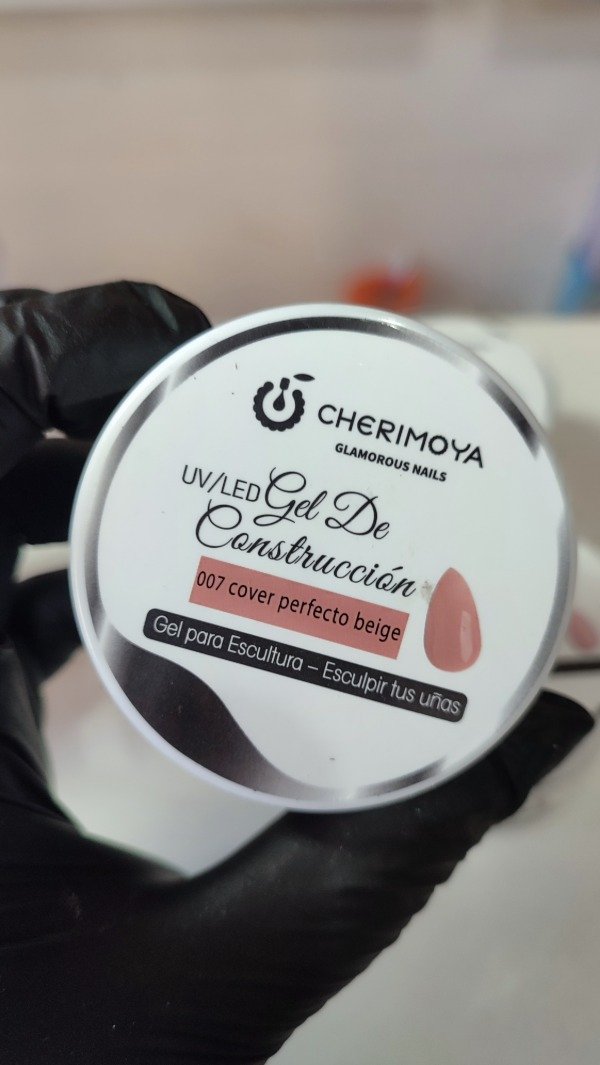 CHERIMOYA
GLAMOROUS NAILS
UV/LED Gel De
Construcción
007 cover perfecto beige
Gel para Escultura – Esculpir tus uñas